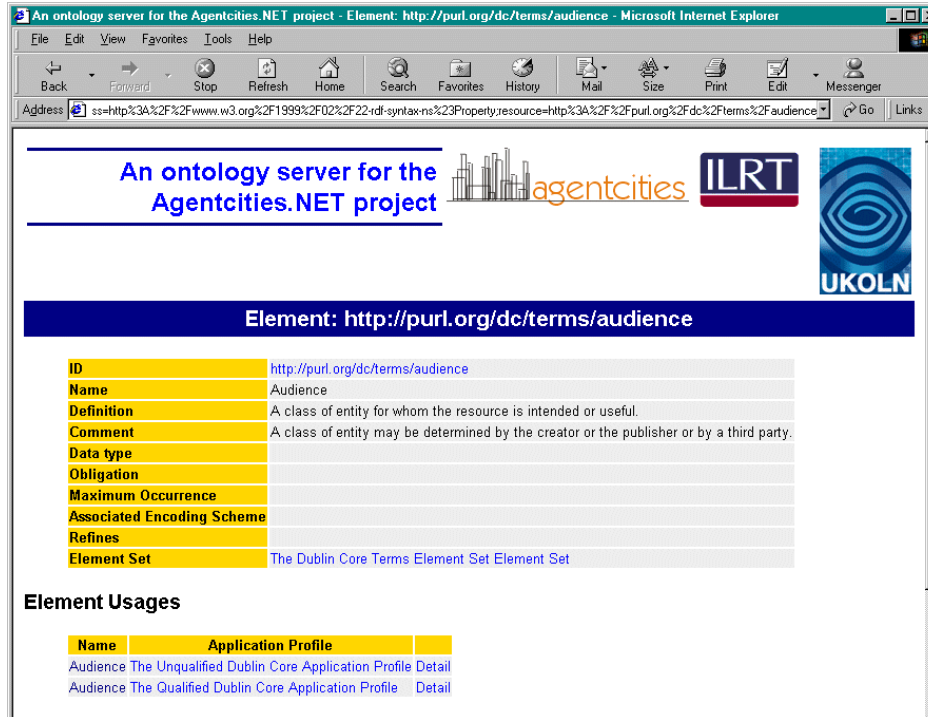 An ontology server for the Agentcities.NET project - Element: http://purl.org/dc/terms/audience - Microsoft Internet Explorer
File Edit View Favorites Tools Help
Back Forward Stop Refresh Home Search Favorites History Mail Size Print Edit Messenger
Address ss=http%3A%2F%2Fwww.w3.org%2F1999%2F02%2F22-rdf-syntax-ns%23Property;resource=http%3A%2F%2Fpurl.org%2Fdc%2Fterms%2Faudience Go Links
An ontology server for the
Agentcities.NET project
agentcities
ILRT
UKOLN
Element: http://purl.org/dc/terms/audience
ID http://purl.org/dc/terms/audience
Name Audience
Definition A class of entity for whom the resource is intended or useful.
Comment A class of entity may be determined by the creator or the publisher or by a third party.
Data type
Obligation
Maximum Occurrence
Associated Encoding Scheme
Refines
Element Set The Dublin Core Terms Element Set Element Set
Element Usages
Name Application Profile
Audience The Unqualified Dublin Core Application Profile Detail
Audience The Qualified Dublin Core Application Profile Detail